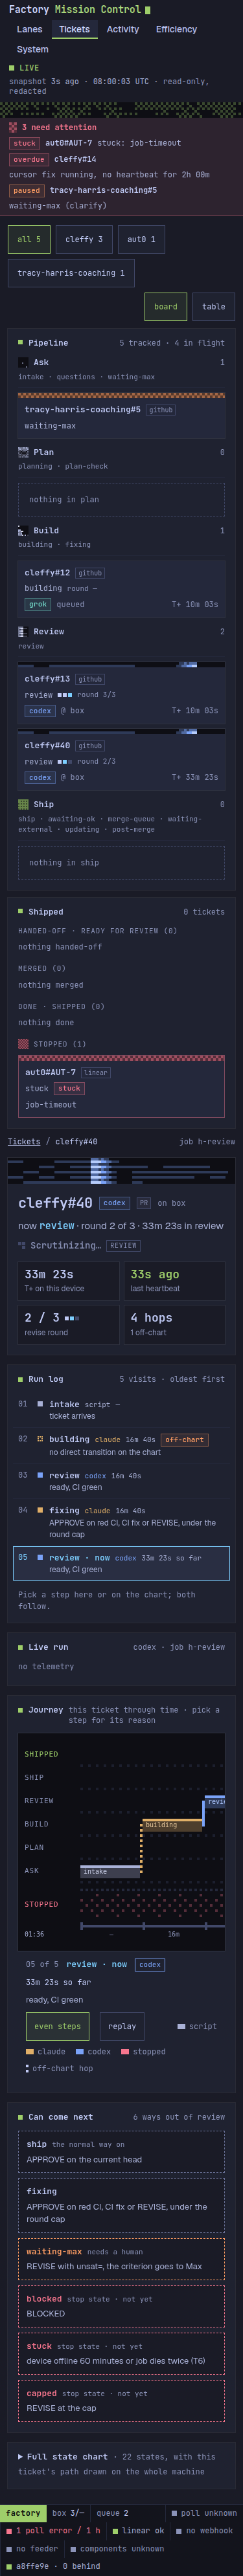 Factory Mission Control
Lanes Tickets Activity Efficiency
System
LIVE
snapshot 3s ago · 08:00:03 UTC · read-only,
redacted
3 need attention
stuck aut0#AUT-7 stuck: job-timeout
overdue cleffy#14
cursor fix running, no heartbeat for 2h 00m
paused tracy-harris-coaching#5
waiting-max (clarify)
all 5 cleffy 3 aut0 1
tracy-harris-coaching 1
board table
Pipeline 5 tracked · 4 in flight
Ask 1
intake · questions · waiting-max
tracy-harris-coaching#5 github
waiting-max
Plan 0
planning · plan-check
nothing in plan
Build 1
building · fixing
cleffy#12 github
building round —
grok queued T+ 10m 03s
Review 2
review
cleffy#13 github
review round 3/3
codex @ box T+ 10m 03s
cleffy#40 github
review round 2/3
codex @ box T+ 33m 23s
Ship 0
ship · awaiting-ok · merge-queue · waiting-
external · updating · post-merge
nothing in ship
Shipped 0 tickets
HANDED-OFF · READY FOR REVIEW (0)
nothing handed-off
MERGED (0)
nothing merged
DONE · SHIPPED (0)
nothing done
STOPPED (1)
aut0#AUT-7 linear
stuck stuck
job-timeout
Tickets / cleffy#40 job h-review
cleffy#40 codex PR on box
now review · round 2 of 3 · 33m 23s in review
Scrutinizing… REVIEW
33m 23s
T+ on this device
33s ago
last heartbeat
2 / 3
revise round
4 hops
1 off-chart
Run log 5 visits · oldest first
01 intake script —
ticket arrives
02 building claude 16m 40s off-chart
no direct transition on the chart
03 review codex 16m 40s
ready, CI green
04 fixing claude 16m 40s
APPROVE on red CI, CI fix or REVISE, under the
round cap
05 review · now codex 33m 23s so far
ready, CI green
Pick a step here or on the chart; both
follow.
Live run codex · job h-review
no telemetry
Journey this ticket through time · pick a
step for its reason
SHIPPED
SHIP
REVIEW
BUILD building
PLAN
ASK intake
STOPPED
01:36 — 16m
05 of 5 review · now codex
33m 23s so far
ready, CI green
even steps replay script
claude codex stopped
off-chart hop
Can come next 6 ways out of review
ship the normal way on
APPROVE on the current head
fixing
APPROVE on red CI, CI fix or REVISE, under the
round cap
waiting-max needs a human
REVISE with unsat=, the criterion goes to Max
blocked stop state · not yet
BLOCKED
stuck stop state · not yet
device offline 60 minutes or job dies twice (T6)
capped stop state · not yet
REVISE at the cap
Full state chart · 22 states, with this
ticket's path drawn on the whole machine
factory box 3/— queue 2 poll unknown
1 poll error / 1 h linear ok no webhook
no feeder components unknown
a8ffe9e · 0 behind